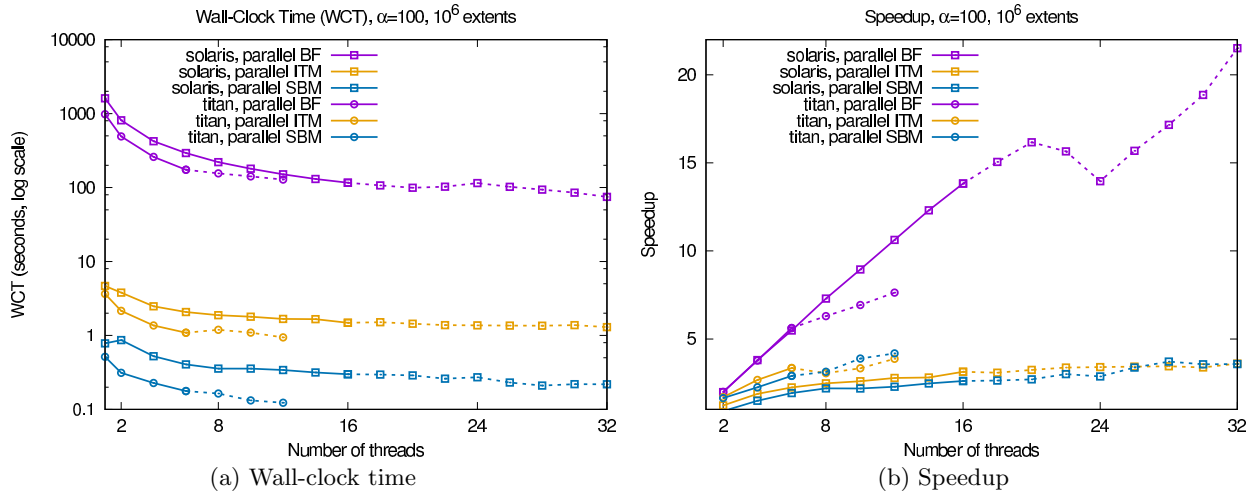 Wall-Clock Time (WCT), α=100, 10⁶ extents
10000
1000
100
10
1
0.1
WCT (seconds, log scale)
solaris, parallel BF
solaris, parallel ITM
solaris, parallel SBM
titan, parallel BF
titan, parallel ITM
titan, parallel SBM
2 8 16 24 32
Number of threads
(a) Wall-clock time
Speedup, α=100, 10⁶ extents
20
15
10
5
Speedup
solaris, parallel BF
solaris, parallel ITM
solaris, parallel SBM
titan, parallel BF
titan, parallel ITM
titan, parallel SBM
2 8 16 24 32
Number of threads
(b) Speedup